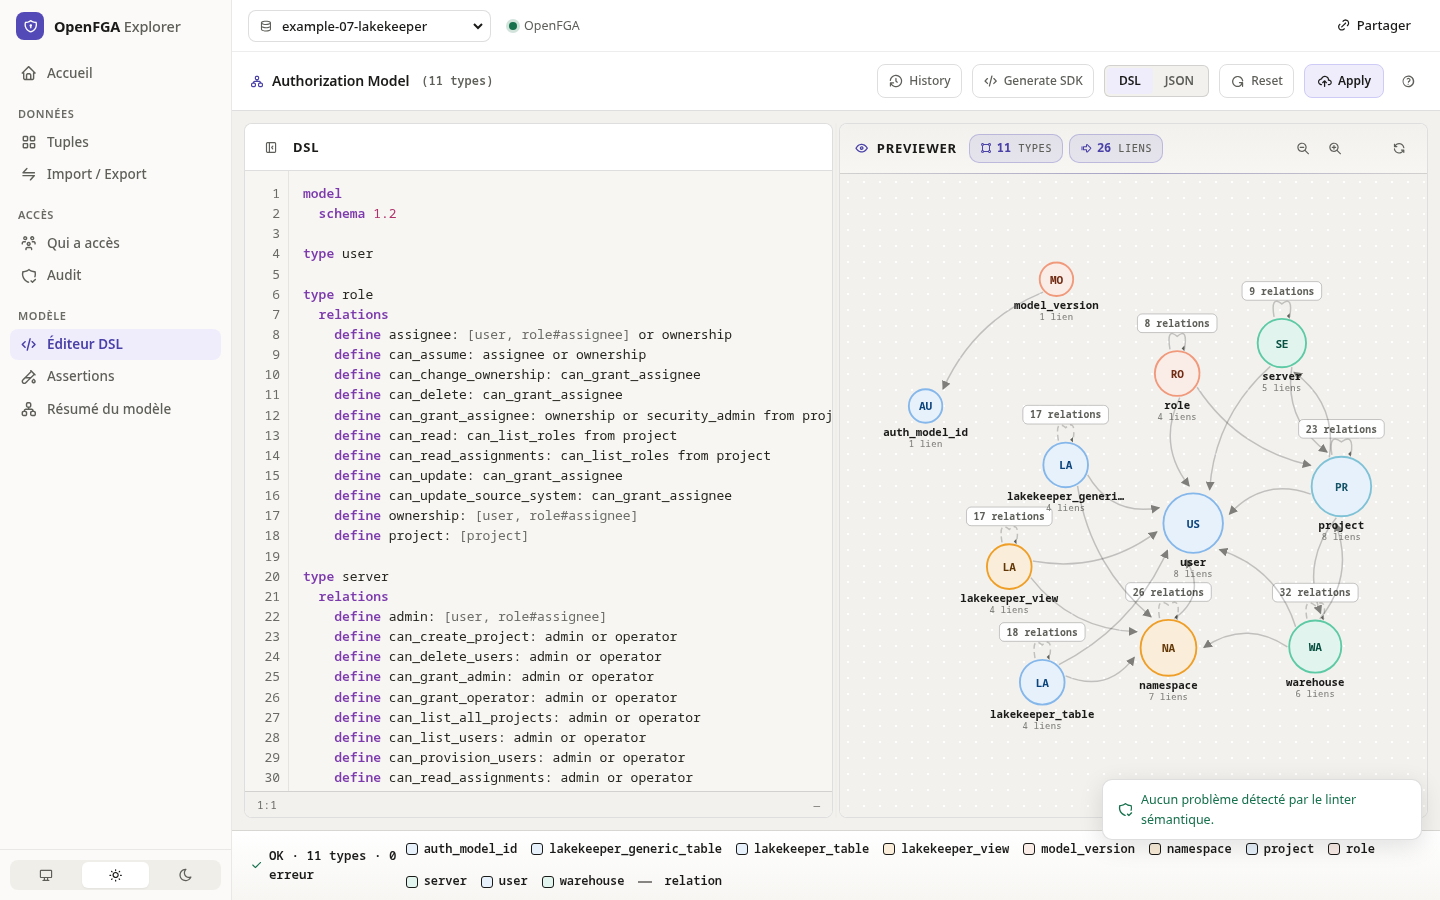 OpenFGA Explorer
example-07-lakekeeper
OpenFGA
Partager
Accueil
DONNÉES
Tuples
Import / Export
ACCÈS
Qui a accès
Audit
MODÈLE
Éditeur DSL
Assertions
Résumé du modèle
Authorization Model (11 types)
History
Generate SDK
DSL
JSON
Reset
Apply
DSL
1 model
2 schema 1.2
3
4 type user
5
6 type role
7 relations
8 define assignee: [user, role#assignee] or ownership
9 define can_assume: assignee or ownership
10 define can_change_ownership: can_grant_assignee
11 define can_delete: can_grant_assignee
12 define can_grant_assignee: ownership or security_admin from proj
13 define can_read: can_list_roles from project
14 define can_read_assignments: can_list_roles from project
15 define can_update: can_grant_assignee
16 define can_update_source_system: can_grant_assignee
17 define ownership: [user, role#assignee]
18 define project: [project]
19
20 type server
21 relations
22 define admin: [user, role#assignee]
23 define can_create_project: admin or operator
24 define can_delete_users: admin or operator
25 define can_grant_admin: admin or operator
26 define can_grant_operator: admin or operator
27 define can_list_all_projects: admin or operator
28 define can_list_users: admin or operator
29 define can_provision_users: admin or operator
30 define can_read_assignments: admin or operator
1:1
—
PREVIEWER
11 TYPES
26 LIENS
MO
model_version
1 lien
9 relations
SE
server
5 liens
8 relations
RO
role
4 liens
AU
auth_model_id
1 lien
17 relations
LA
lakekeeper_generi…
4 liens
23 relations
PR
project
8 liens
US
user
8 liens
17 relations
LA
lakekeeper_view
4 liens
26 relations
NA
namespace
7 liens
32 relations
WA
warehouse
6 liens
18 relations
LA
lakekeeper_table
4 liens
Aucun problème détecté par le linter
sémantique.
OK · 11 types · 0
erreur
auth_model_id
lakekeeper_generic_table
lakekeeper_table
lakekeeper_view
model_version
namespace
project
role
server
user
warehouse
relation